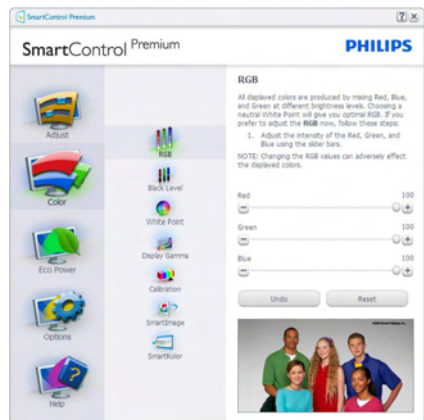 SmartControl Premium
SmartControl Premium
PHILIPS
Adjust
Color
Eco Power
Options
Help
RGB
Black Level
White Point
Display Gamma
Calibration
SmartImage
SmartKolor
RGB
All displayed colors are produced by mixing Red, Blue,
and Green at different brightness levels. Choosing a
neutral White Point will give you optimal RGB. If you
prefer to adjust the RGB now, follow these steps:
1. Adjust the intensity of the Red, Green, and
Blue using the slider bars.
NOTE: Changing the RGB values can adversely effect
the displayed colors.
Red 100
Green 100
Blue 100
Undo Reset